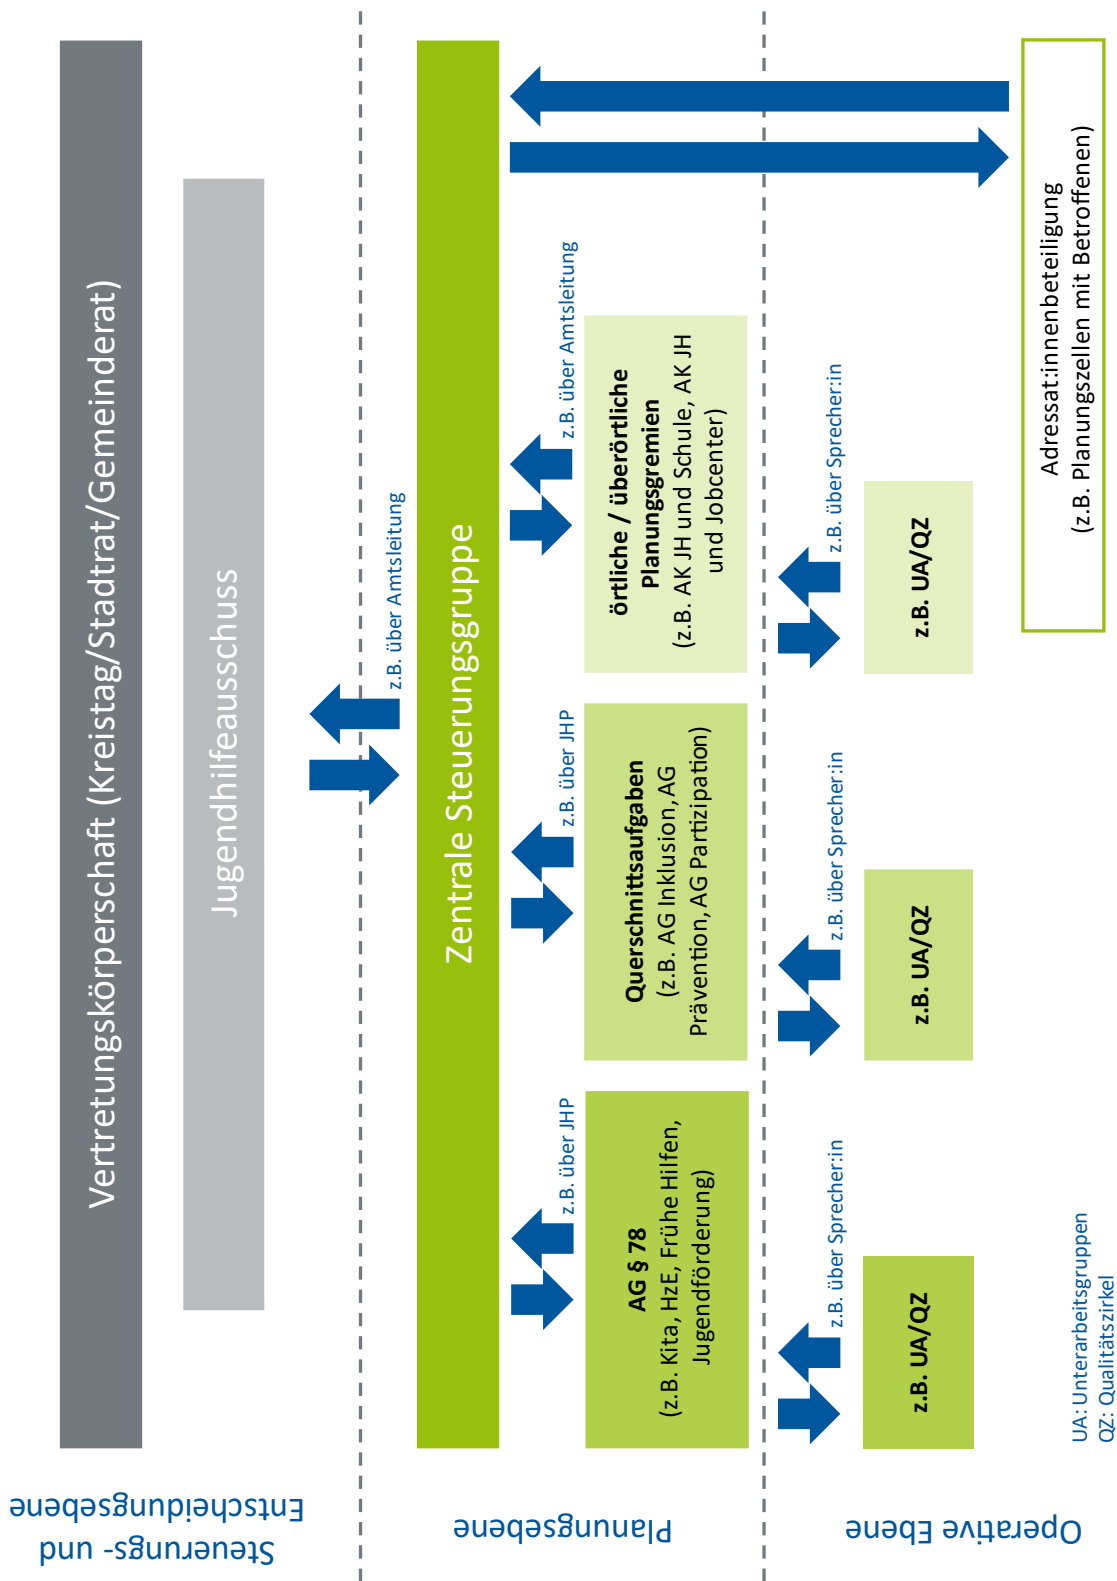 Steuerungs- und
Entscheidungsebene
Vertretungskörperschaft (Kreistag/Stadtrat/Gemeinderat)
Jugendhilfeausschuss
z.B. über Amtsleitung
Planungsebene
Zentrale Steuerungsgruppe
z.B. über JHP
z.B. über JHP
z.B. über Amtsleitung
AG § 78
(z.B. Kita, HzE, Frühe Hilfen,
Jugendförderung)
Querschnittsaufgaben
(z.B. AG Inklusion, AG
Prävention, AG Partizipation)
örtliche / überörtliche
Planungsgremien
(z.B. AK JH und Schule, AK JH
und Jobcenter)
Operative Ebene
z.B. über Sprecher:in
z.B. über Sprecher:in
z.B. über Sprecher:in
z.B. UA/QZ
z.B. UA/QZ
z.B. UA/QZ
Adressat:innenbeteiligung
(z.B. Planungszellen mit Betroffenen)
UA: Unterarbeitsgruppen
QZ: Qualitätszirkel